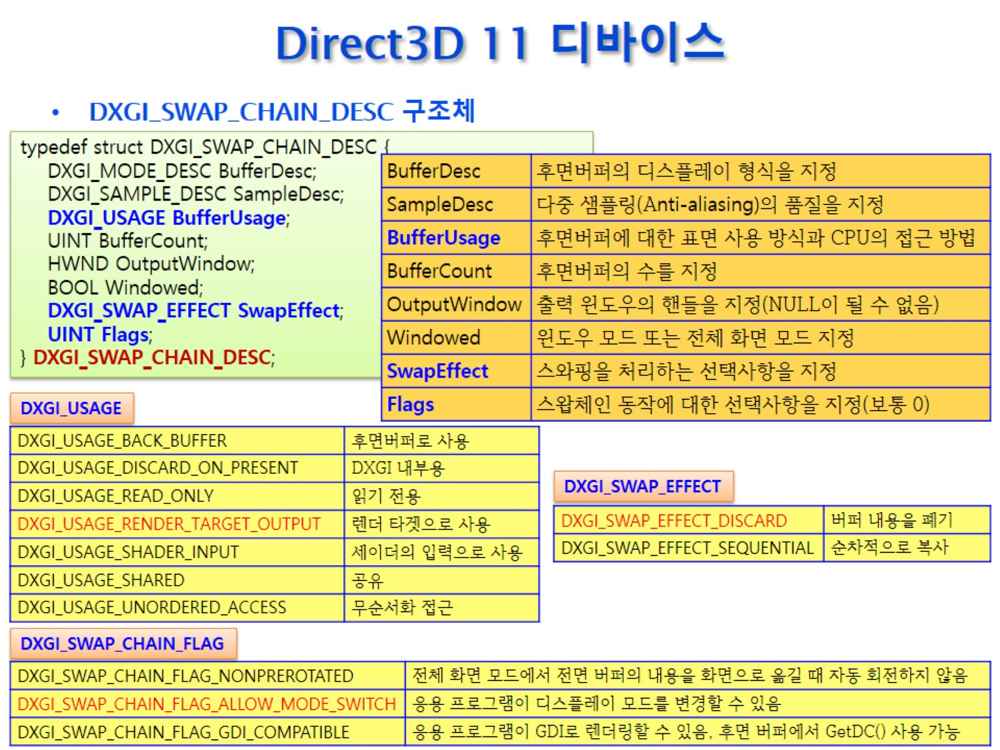 Direct3D 11 디바이스
• DXGI_SWAP_CHAIN_DESC 구조체
typedef struct DXGI_SWAP_CHAIN_DESC {
DXGI_MODE_DESC BufferDesc;
DXGI_SAMPLE_DESC SampleDesc;
DXGI_USAGE BufferUsage;
UINT BufferCount;
HWND OutputWindow;
BOOL Windowed;
DXGI_SWAP_EFFECT SwapEffect;
UINT Flags;
} DXGI_SWAP_CHAIN_DESC;
BufferDesc 후면버퍼의 디스플레이 형식을 지정
SampleDesc 다중 샘플링(Anti-aliasing)의 품질을 지정
BufferUsage 후면버퍼에 대한 표면 사용 방식과 CPU의 접근 방법
BufferCount 후면버퍼의 수를 지정
OutputWindow 출력 윈도우의 핸들을 지정(NULL이 될 수 없음)
Windowed 윈도우 모드 또는 전체 화면 모드 지정
SwapEffect 스와핑을 처리하는 선택사항을 지정
Flags 스왑체인 동작에 대한 선택사항을 지정(보통 0)
DXGI_USAGE
DXGI_USAGE_BACK_BUFFER 후면버퍼로 사용
DXGI_USAGE_DISCARD_ON_PRESENT DXGI 내부용
DXGI_USAGE_READ_ONLY 읽기 전용
DXGI_USAGE_RENDER_TARGET_OUTPUT 렌더 타겟으로 사용
DXGI_USAGE_SHADER_INPUT 세이더의 입력으로 사용
DXGI_USAGE_SHARED 공유
DXGI_USAGE_UNORDERED_ACCESS 무순서화 접근
DXGI_SWAP_EFFECT
DXGI_SWAP_EFFECT_DISCARD 버퍼 내용을 폐기
DXGI_SWAP_EFFECT_SEQUENTIAL 순차적으로 복사
DXGI_SWAP_CHAIN_FLAG
DXGI_SWAP_CHAIN_FLAG_NONPREROTATED 전체 화면 모드에서 전면 버퍼의 내용을 화면으로 옮길 때 자동 회전하지 않음
DXGI_SWAP_CHAIN_FLAG_ALLOW_MODE_SWITCH 응용 프로그램이 디스플레이 모드를 변경할 수 있음
DXGI_SWAP_CHAIN_FLAG_GDI_COMPATIBLE 응용 프로그램이 GDI로 렌더링할 수 있음, 후면 버퍼에서 GetDC() 사용 가능